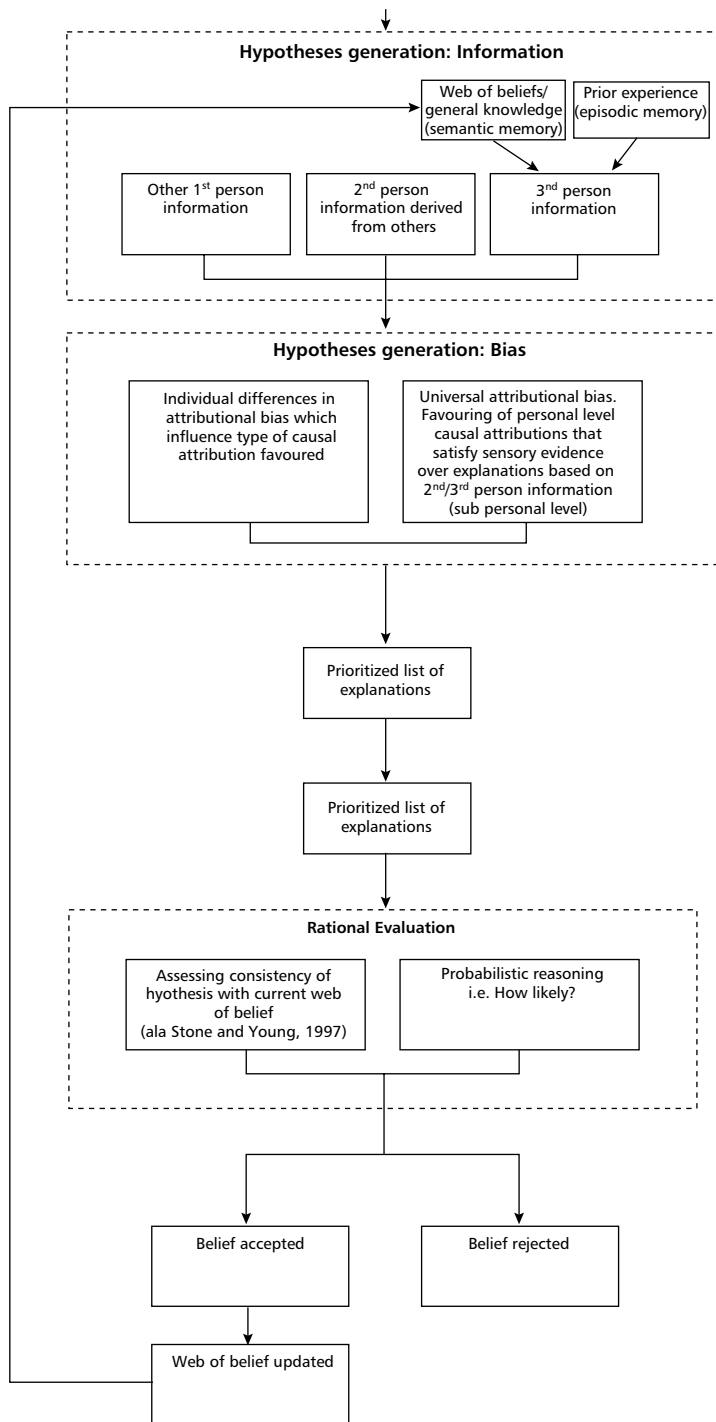 Hypotheses generation: Information
Web of beliefs/
general knowledge
(semantic memory)
Prior experience
(episodic memory)
Other 1st person
information
2nd person
information derived
from others
3nd person
information
Hypotheses generation: Bias
Individual differences in
attributional bias which
influence type of causal
attribution favoured
Universal attributional bias.
Favouring of personal level
causal attributions that
satisfy sensory evidence
over explanations based on
2nd/3rd person information
(sub personal level)
Prioritized list of
explanations
Prioritized list of
explanations
Rational Evaluation
Assessing consistency of
hyothesis with current web
of belief
(ala Stone and Young, 1997)
Probabilistic reasoning
i.e. How likely?
Belief accepted
Belief rejected
Web of belief updated